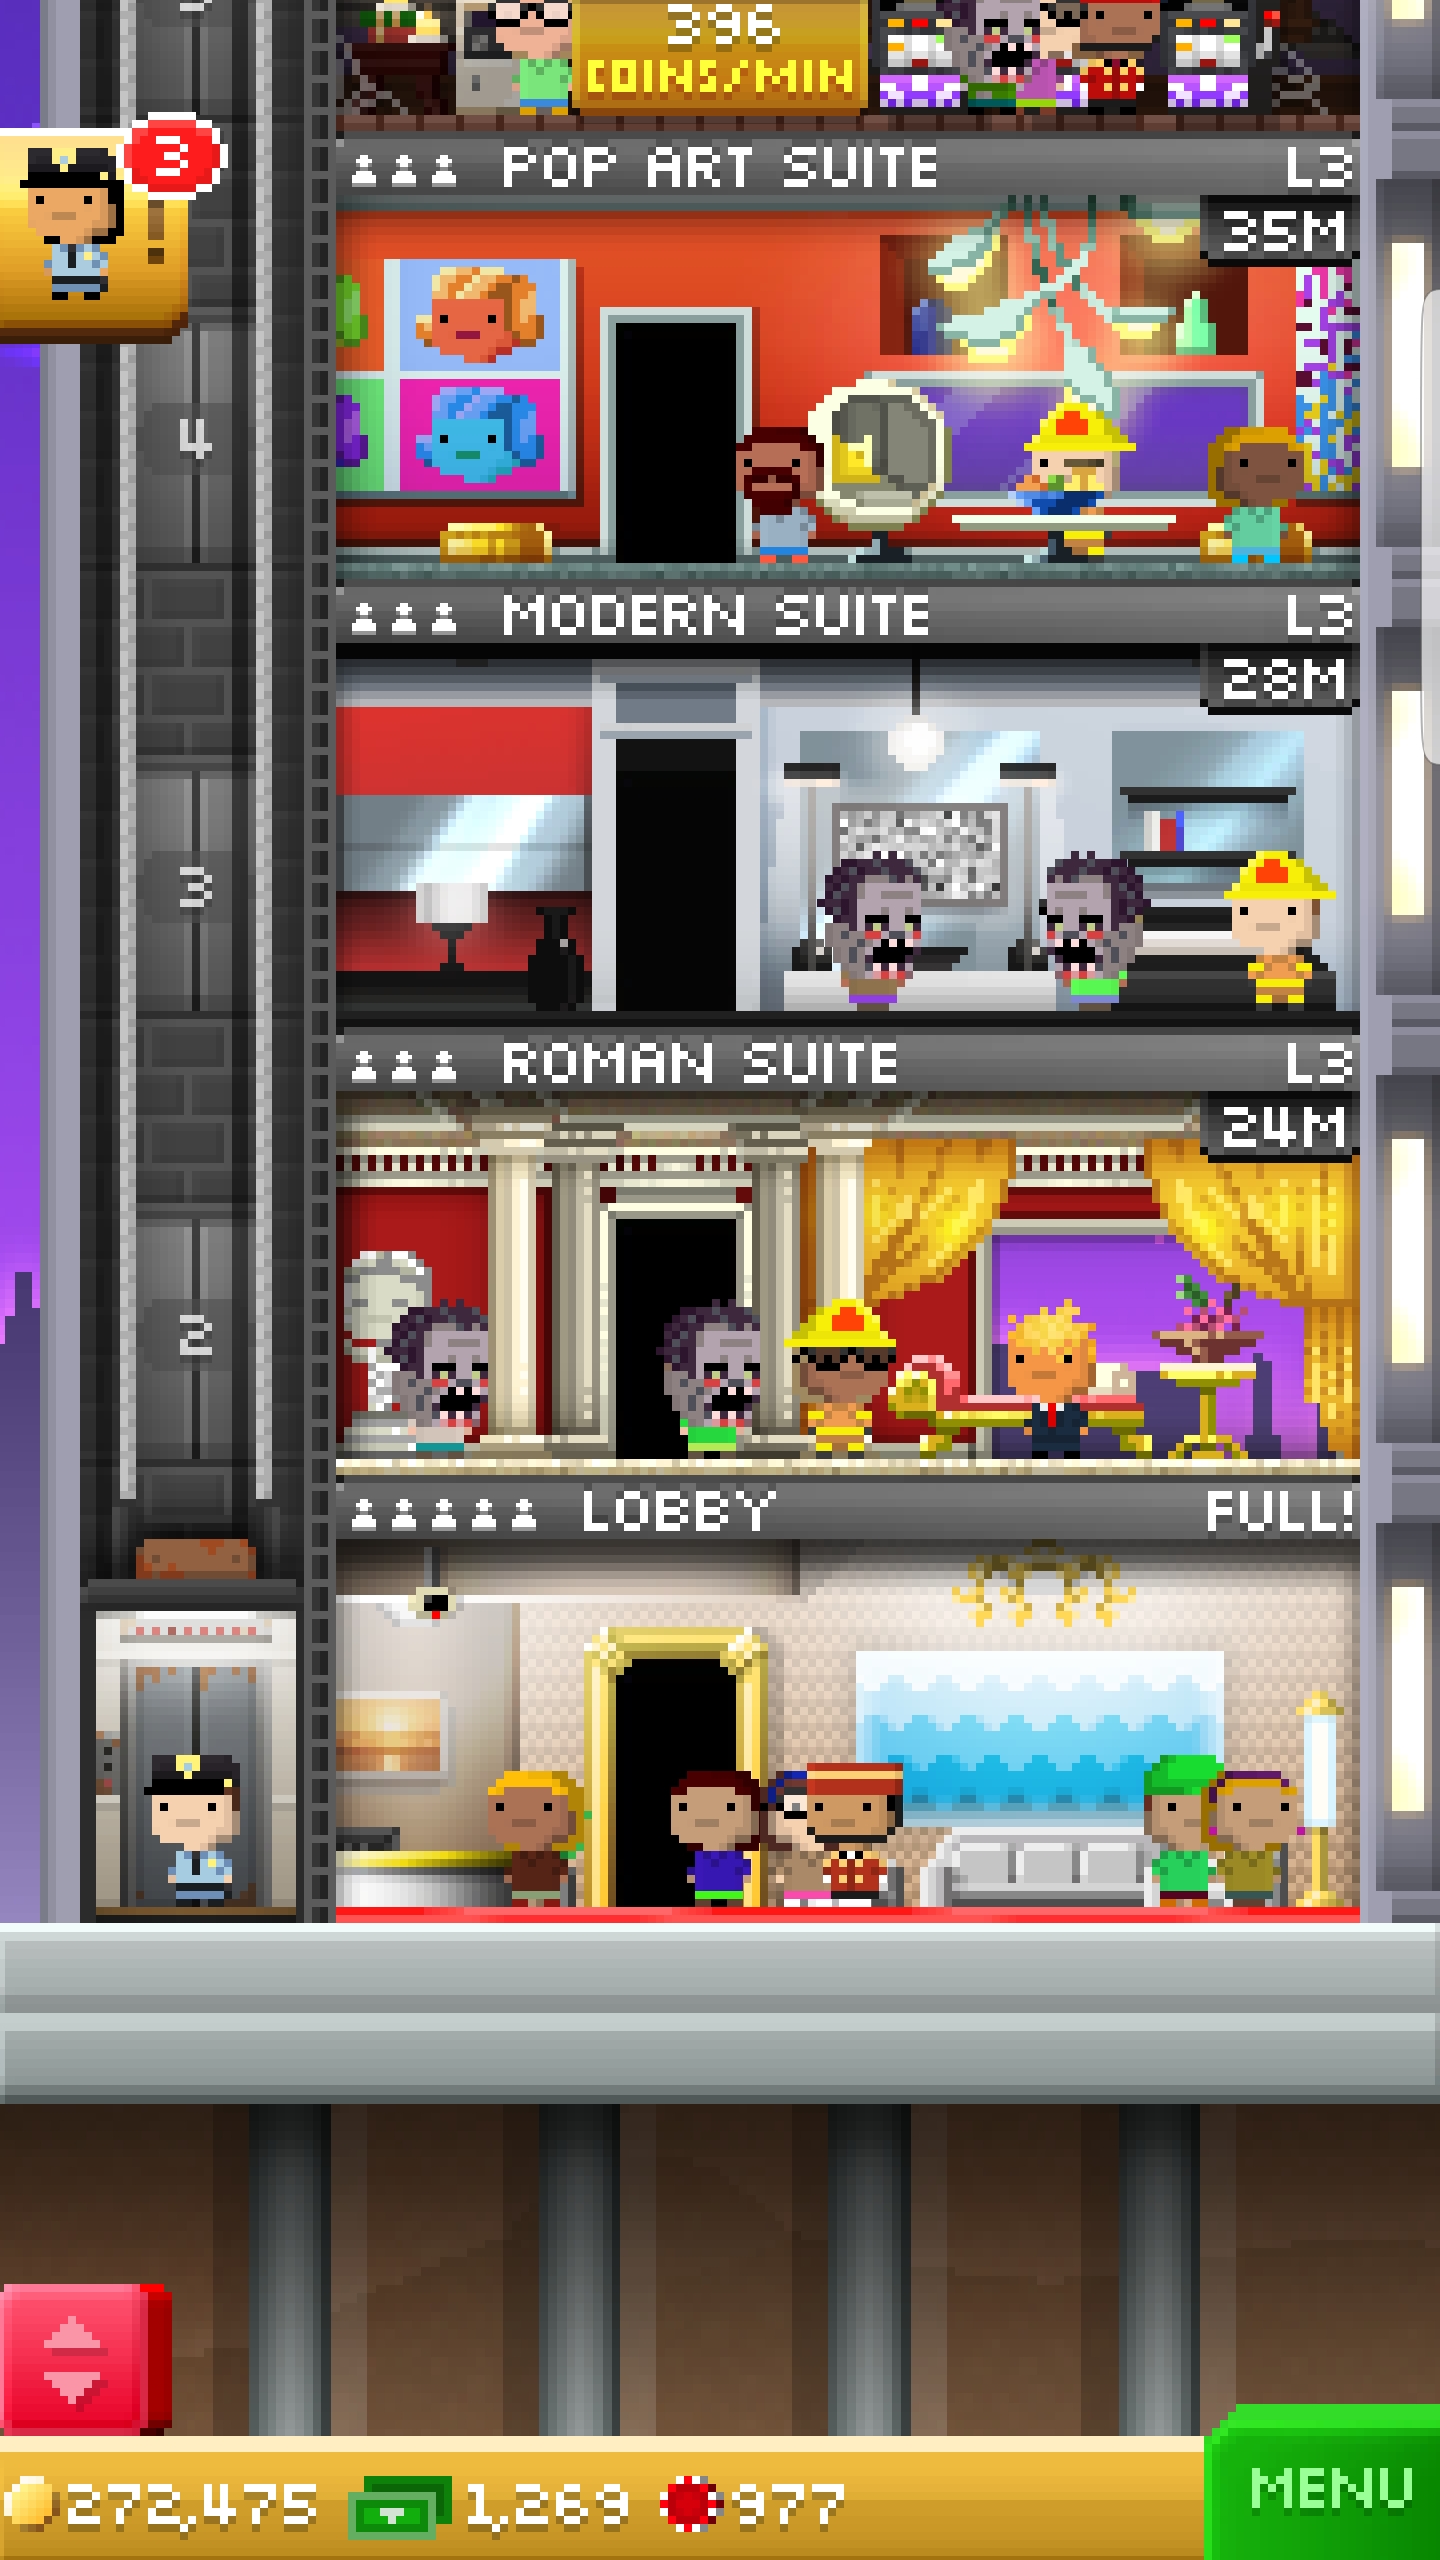 396
COINS/MIN
3
!
POP ART SUITE L3
35M
4
MODERN SUITE L3
28M
3
ROMAN SUITE L3
24M
2
LOBBY FULL!
272,475 1,269 977
MENU